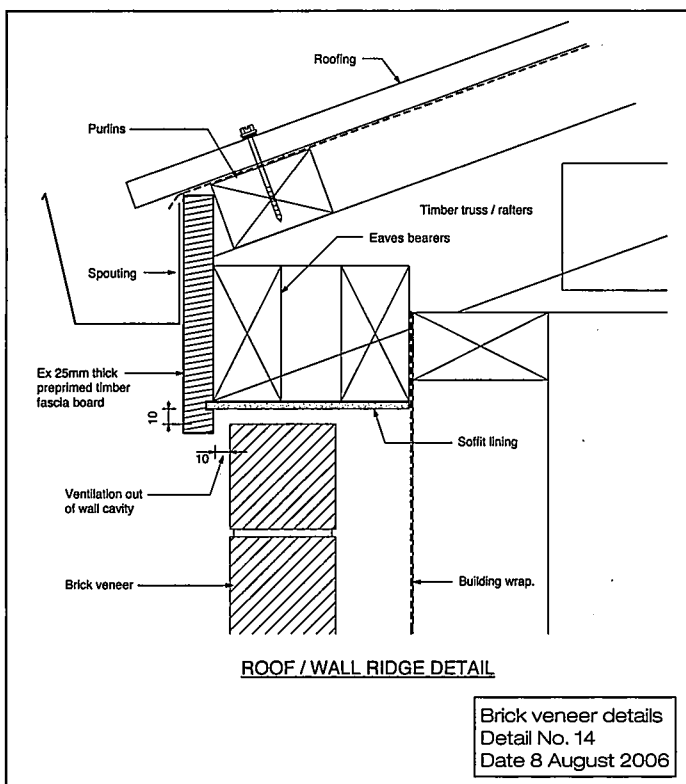 Roofing
Purlins
Timber truss / rafters
Eaves bearers
Spouting
Ex 25mm thick
preprimed timber
fascia board
10
Soffit lining
10
Ventilation out
of wall cavity
Brick veneer
Building wrap.
ROOF / WALL RIDGE DETAIL
Brick veneer details
Detail No. 14
Date 8 August 2006